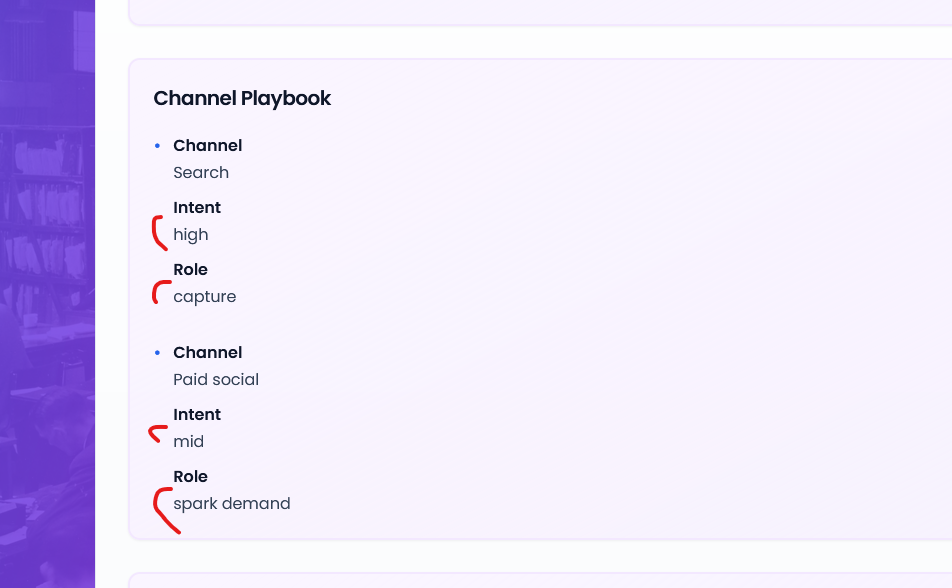 Channel Playbook
• Channel
Search
Intent
high
Role
capture
• Channel
Paid social
Intent
mid
Role
spark demand